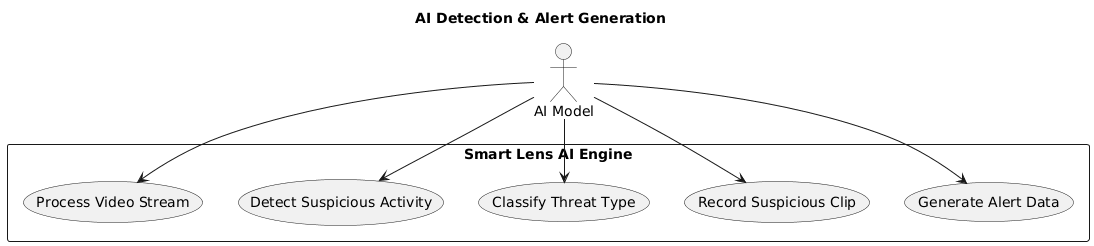 AI Detection & Alert Generation
AI Model
Smart Lens AI Engine
Process Video Stream
Detect Suspicious Activity
Classify Threat Type
Record Suspicious Clip
Generate Alert Data